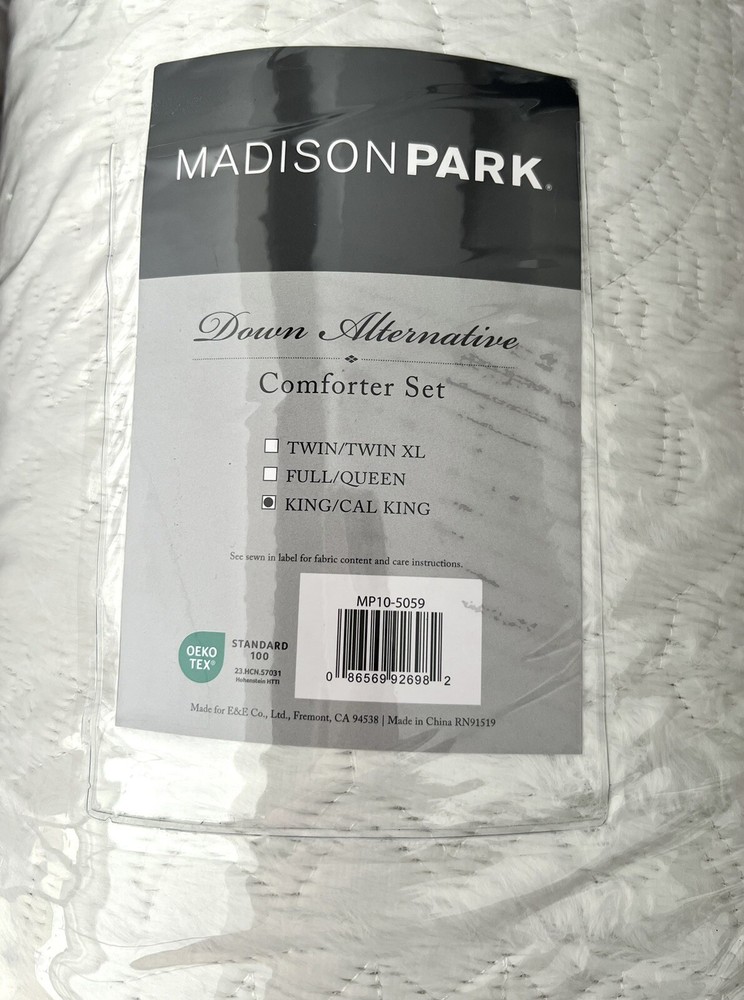 MADISONPARK®
Down Alternative
Comforter Set
TWIN/TWIN XL
FULL/QUEEN
KING/CAL KING
See sewn in label for fabric content and care instructions.
MP10-5059
0 86569 92698 2
OEKO
TEX®
STANDARD
100
23.HCN.57031
Hohenstein HTTI
Made for E&E Co., Ltd., Fremont, CA 94538 | Made in China RN91519